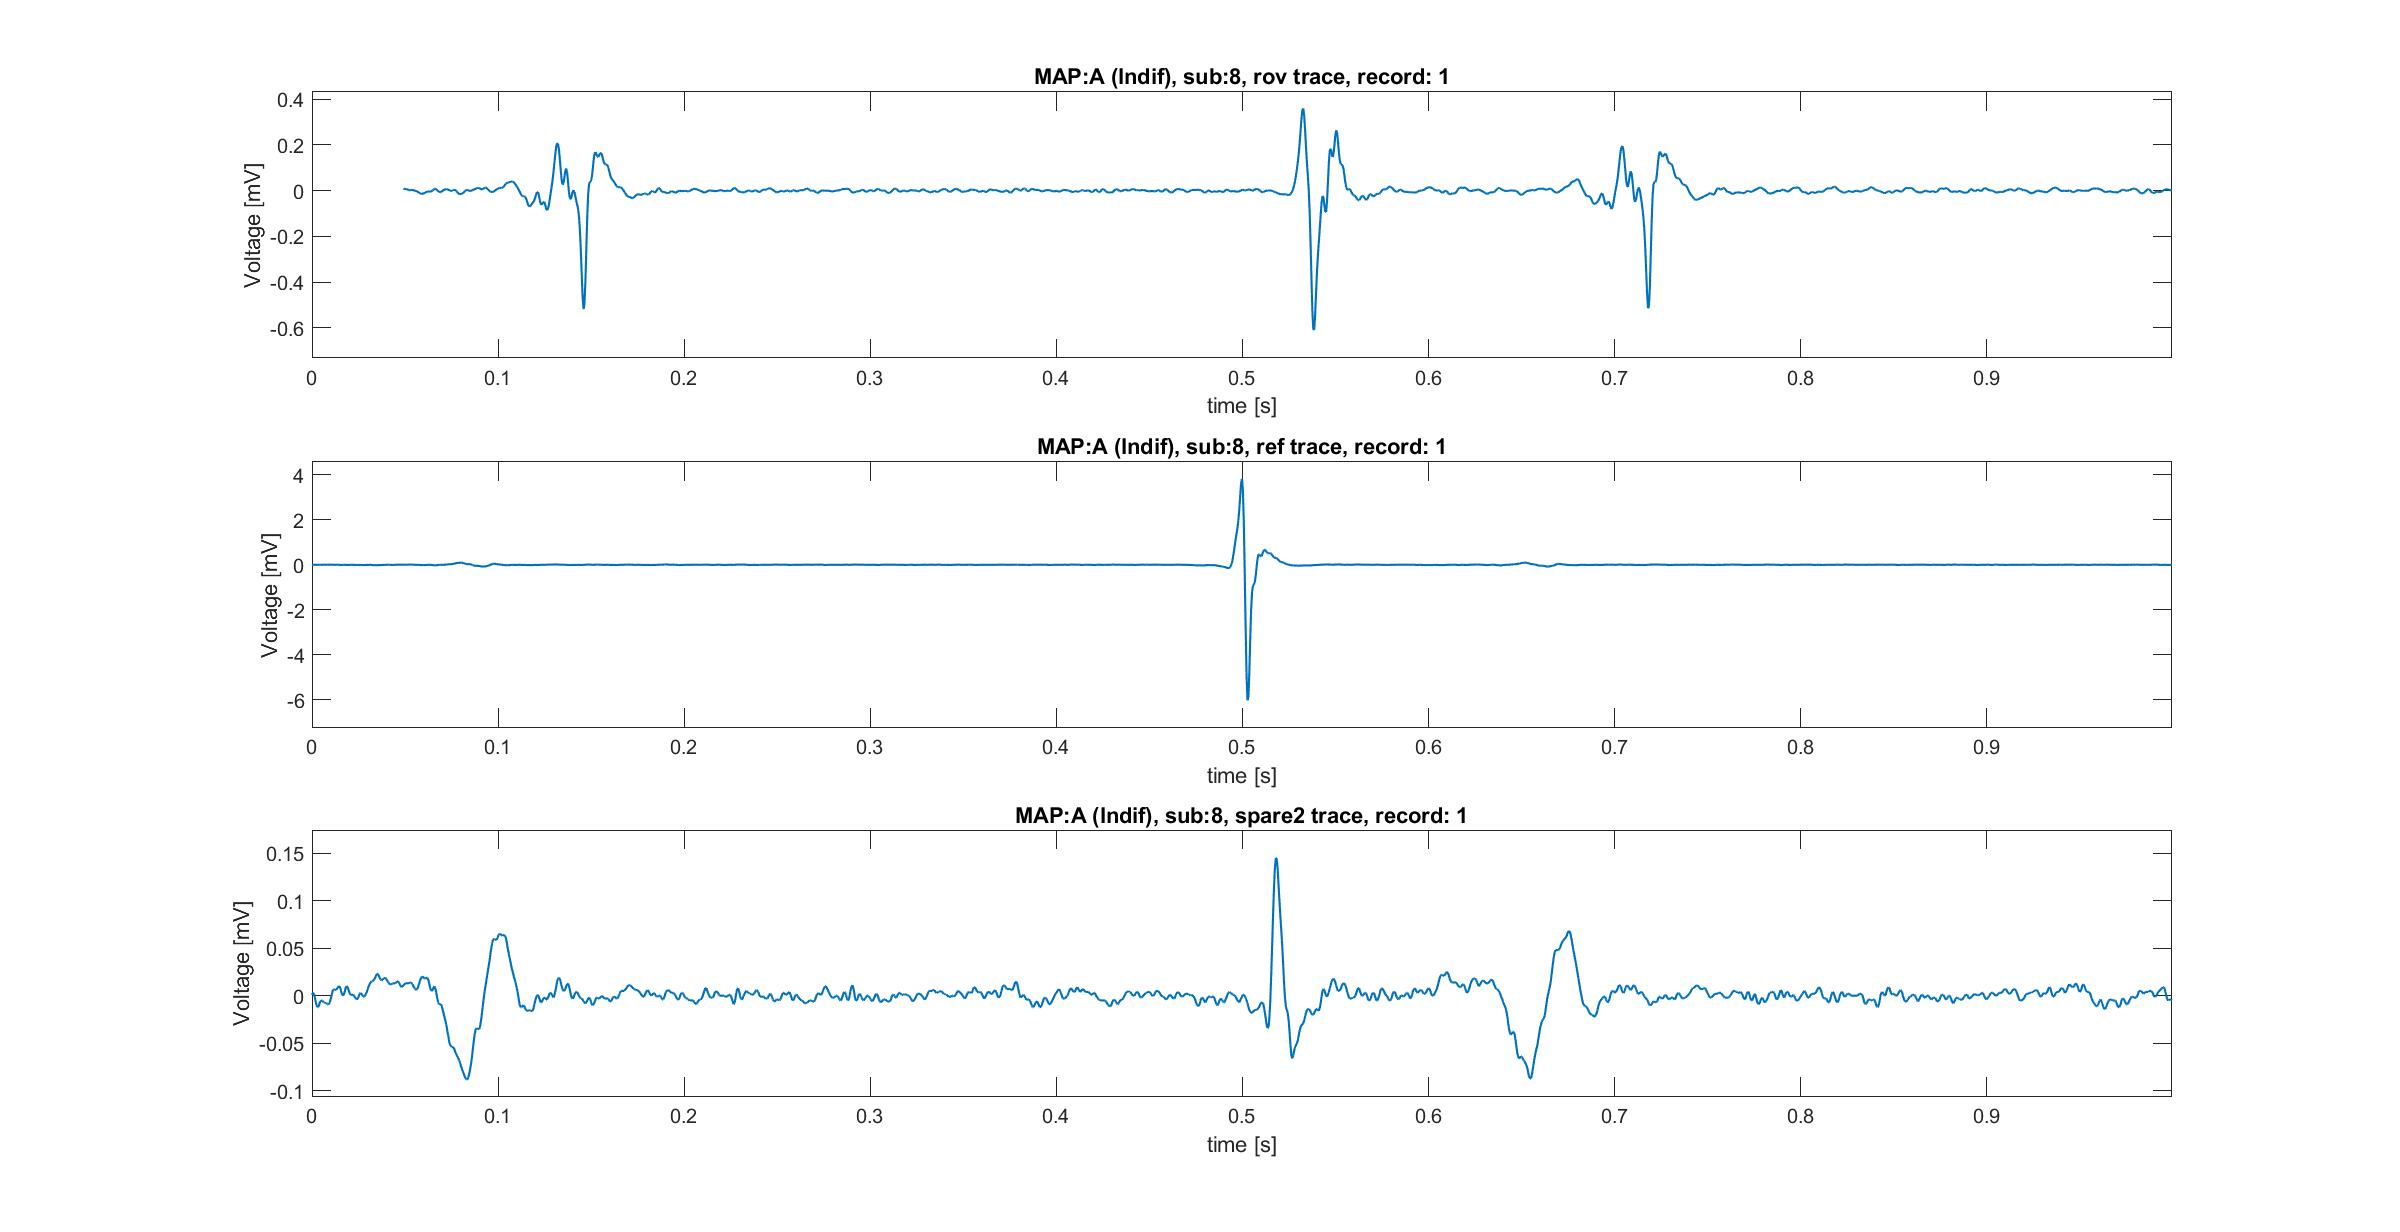 MAP:A (Indif), sub:8, rov trace, record: 1
0.4
0.2
0
-0.2
-0.4
-0.6
Voltage [mV]
0 0.1 0.2 0.3 0.4 0.5 0.6 0.7 0.8 0.9
time [s]
MAP:A (Indif), sub:8, ref trace, record: 1
4
2
0
-2
-4
-6
Voltage [mV]
0 0.1 0.2 0.3 0.4 0.5 0.6 0.7 0.8 0.9
time [s]
MAP:A (Indif), sub:8, spare2 trace, record: 1
0.15
0.1
0.05
0
-0.05
-0.1
Voltage [mV]
0 0.1 0.2 0.3 0.4 0.5 0.6 0.7 0.8 0.9
time [s]